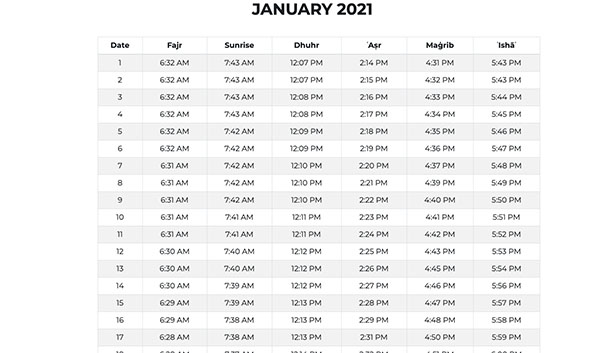 JANUARY 2021
Date Fajr Sunrise Dhuhr ʿAṣr Maġrib ʿIshāʾ
1 6:32 AM 7:43 AM 12:07 PM 2:14 PM 4:31 PM 5:43 PM
2 6:32 AM 7:43 AM 12:07 PM 2:15 PM 4:32 PM 5:43 PM
3 6:32 AM 7:43 AM 12:08 PM 2:16 PM 4:33 PM 5:44 PM
4 6:32 AM 7:43 AM 12:08 PM 2:17 PM 4:34 PM 5:45 PM
5 6:32 AM 7:42 AM 12:09 PM 2:18 PM 4:35 PM 5:46 PM
6 6:32 AM 7:42 AM 12:09 PM 2:19 PM 4:36 PM 5:47 PM
7 6:31 AM 7:42 AM 12:10 PM 2:20 PM 4:37 PM 5:48 PM
8 6:31 AM 7:42 AM 12:10 PM 2:21 PM 4:39 PM 5:49 PM
9 6:31 AM 7:42 AM 12:10 PM 2:22 PM 4:40 PM 5:50 PM
10 6:31 AM 7:41 AM 12:11 PM 2:23 PM 4:41 PM 5:51 PM
11 6:31 AM 7:41 AM 12:11 PM 2:24 PM 4:42 PM 5:52 PM
12 6:30 AM 7:40 AM 12:12 PM 2:25 PM 4:43 PM 5:53 PM
13 6:30 AM 7:40 AM 12:12 PM 2:26 PM 4:45 PM 5:54 PM
14 6:30 AM 7:39 AM 12:13 PM 2:27 PM 4:46 PM 5:56 PM
15 6:29 AM 7:39 AM 12:13 PM 2:28 PM 4:47 PM 5:57 PM
16 6:29 AM 7:38 AM 12:13 PM 2:29 PM 4:48 PM 5:58 PM
17 6:28 AM 7:38 AM 12:13 PM 2:31 PM 4:50 PM 5:59 PM